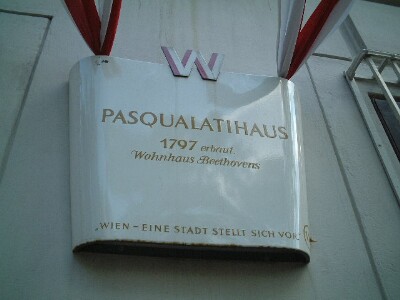 W
PASQUALATIHAUS
1797 erbaut
Wohnhaus Beethovens
„WIEN – EINE STADT STELLT SICH VOR"